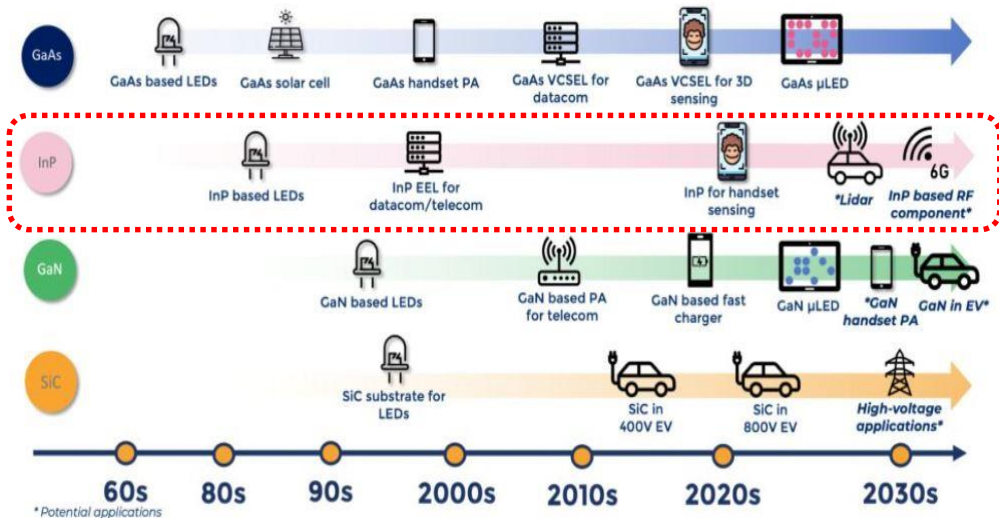 GaAs
GaAs based LEDs
GaAs solar cell
GaAs handset PA
GaAs VCSEL for
datacom
GaAs VCSEL for 3D
sensing
GaAs µLED
InP
InP based LEDs
InP EEL for
datacom/telecom
InP for handset
sensing
*Lidar
6G
InP based RF
component*
GaN
GaN based LEDs
GaN based PA
for telecom
GaN based fast
charger
GaN µLED
*GaN
handset PA
GaN in EV*
SiC
SiC substrate for
LEDs
SiC in
400V EV
SiC in
800V EV
High-voltage
applications*
60s
80s
90s
2000s
2010s
2020s
2030s
* Potential applications